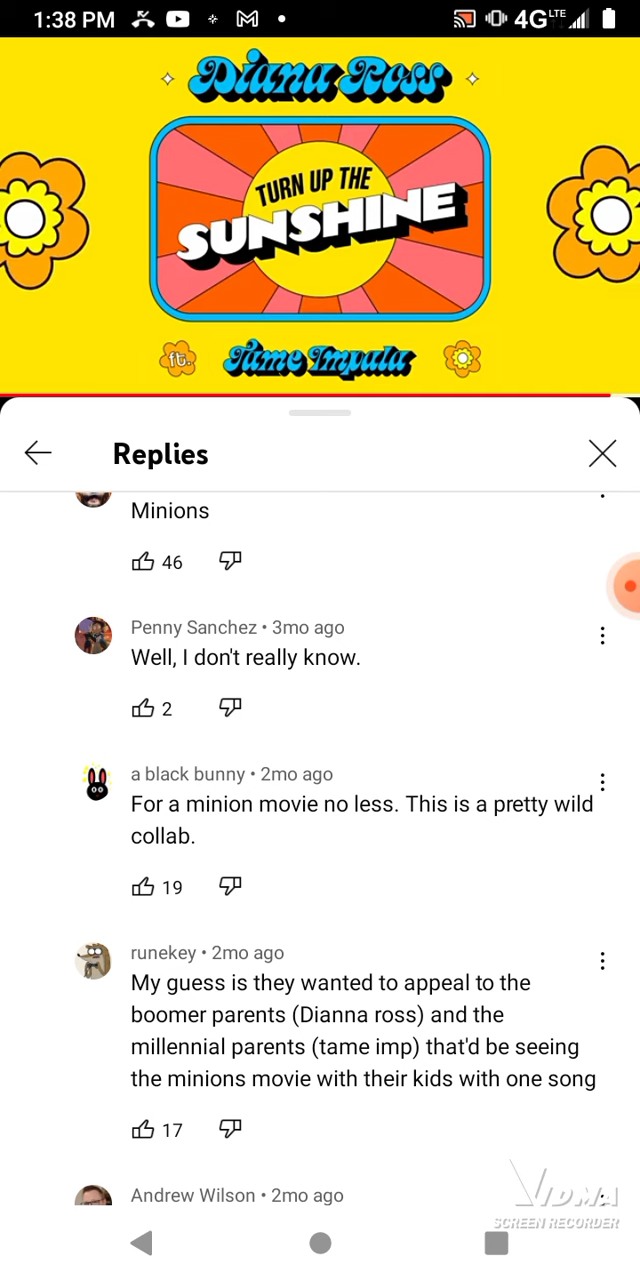 1:38 PM
4G LTE
Diana Ross
TURN UP THE
SUNSHINE
ft. Tame Impala
Replies
Minions
46
Penny Sanchez • 3mo ago
Well, I don't really know.
2
a black bunny • 2mo ago
For a minion movie no less. This is a pretty wild
collab.
19
runekey • 2mo ago
My guess is they wanted to appeal to the
boomer parents (Dianna ross) and the
millennial parents (tame imp) that'd be seeing
the minions movie with their kids with one song
17
Andrew Wilson • 2mo ago
VIDMA
SCREEN RECORDER